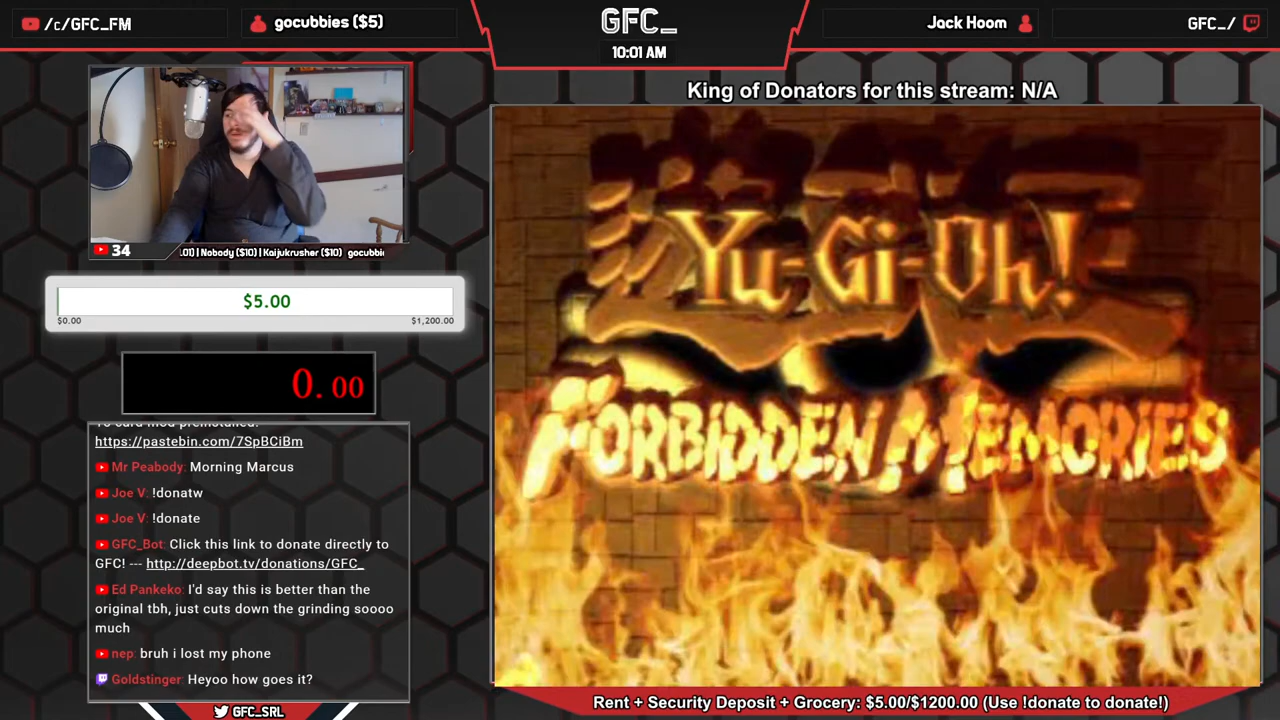 /c/GFC_FM
gocubbies ($5)
GFC_
10:01 AM
Jack Hoom
GFC_/
King of Donators for this stream: N/A
34
.01) | Nobody ($10) | Kaijukrusher ($10) gocubbi
$5.00
$0.00
$1,200.00
0.00
https://pastebin.com/7SpBCiBm
Mr Peabody: Morning Marcus
Joe V: !donatw
Joe V: !donate
GFC_Bot: Click this link to donate directly to
GFC! --- http://deepbot.tv/donations/GFC_
Ed Pankeko: I'd say this is better than the
original tbh, just cuts down the grinding soooo
much
nep: bruh i lost my phone
Goldstinger: Heyoo how goes it?
GFC_SRL
Yu-Gi-Oh!
FORBIDDEN MEMORIES
Rent + Security Deposit + Grocery: $5.00/$1200.00 (Use !donate to donate!)